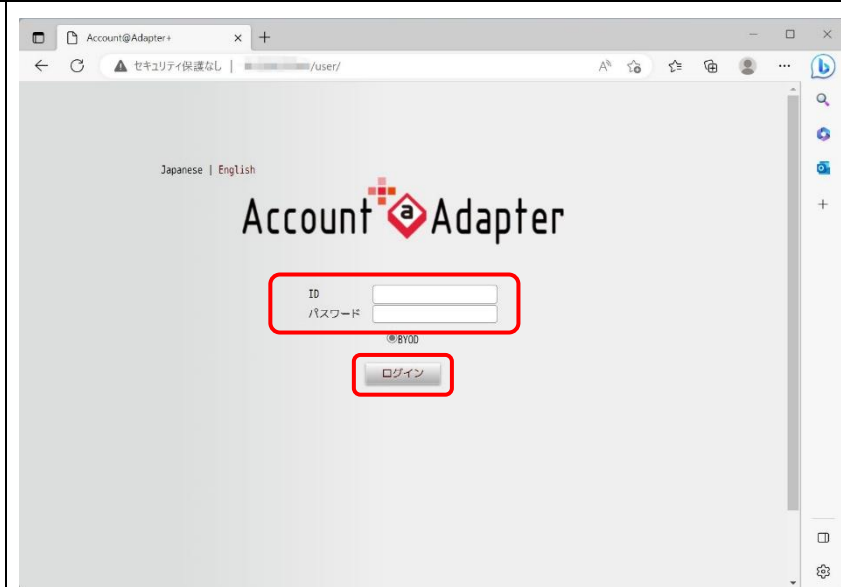 Account@Adapter+
セキュリティ保護なし | /user/
Japanese | English
Account a Adapter
ID
パスワード
BYOD
ログイン